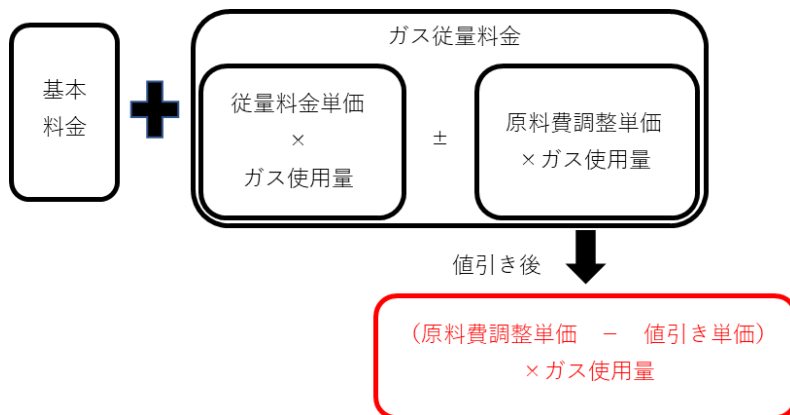 ガス従量料金
基本
料金
従量料金単価
×
ガス使用量
±
原料費調整単価
×ガス使用量
値引き後
(原料費調整単価 － 値引き単価)
×ガス使用量